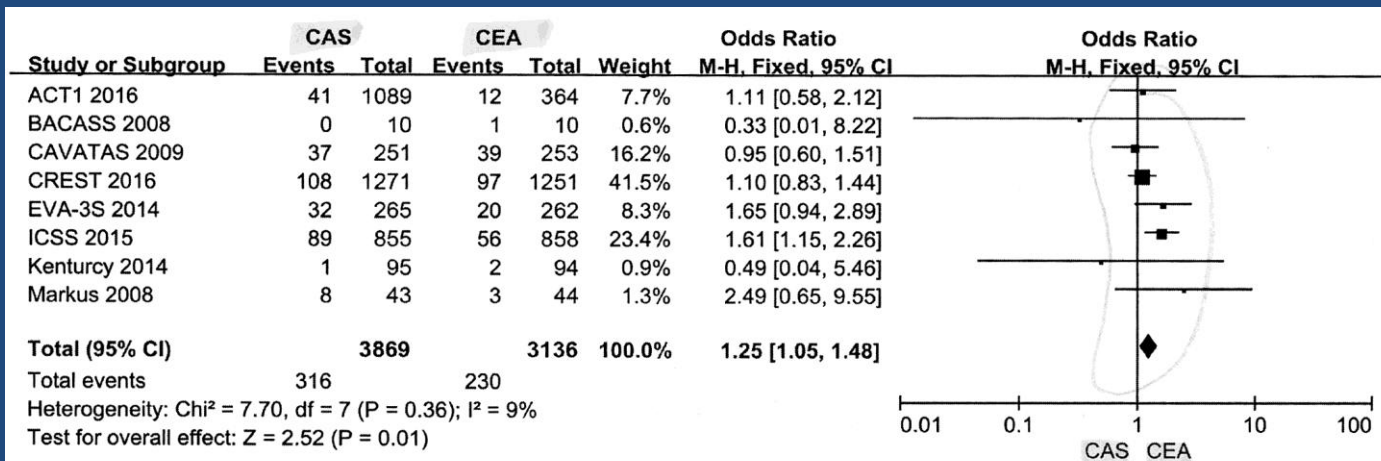 CAS CEA Odds Ratio Odds Ratio
Study or Subgroup Events Total Events Total Weight M-H, Fixed, 95% CI M-H, Fixed, 95% CI
ACT1 2016 41 1089 12 364 7.7% 1.11 [0.58, 2.12]
BACASS 2008 0 10 1 10 0.6% 0.33 [0.01, 8.22]
CAVATAS 2009 37 251 39 253 16.2% 0.95 [0.60, 1.51]
CREST 2016 108 1271 97 1251 41.5% 1.10 [0.83, 1.44]
EVA-3S 2014 32 265 20 262 8.3% 1.65 [0.94, 2.89]
ICSS 2015 89 855 56 858 23.4% 1.61 [1.15, 2.26]
Kenturcy 2014 1 95 2 94 0.9% 0.49 [0.04, 5.46]
Markus 2008 8 43 3 44 1.3% 2.49 [0.65, 9.55]
Total (95% CI) 3869 3136 100.0% 1.25 [1.05, 1.48]
Total events 316 230
Heterogeneity: Chi² = 7.70, df = 7 (P = 0.36); I² = 9%
Test for overall effect: Z = 2.52 (P = 0.01)
0.01 0.1 1 10 100
CAS CEA